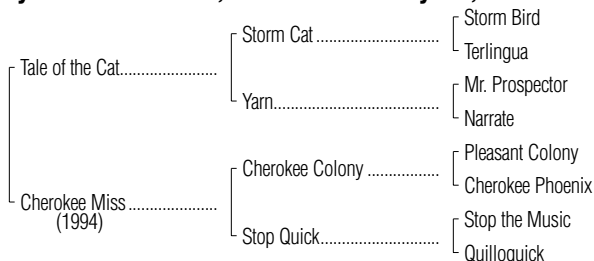 Storm Bird
Storm Cat
Terlingua
Tale of the Cat
Mr. Prospector
Yarn
Narrate
Pleasant Colony
Cherokee Colony
Cherokee Phoenix
Cherokee Miss
(1994)
Stop the Music
Stop Quick
Quilloquick